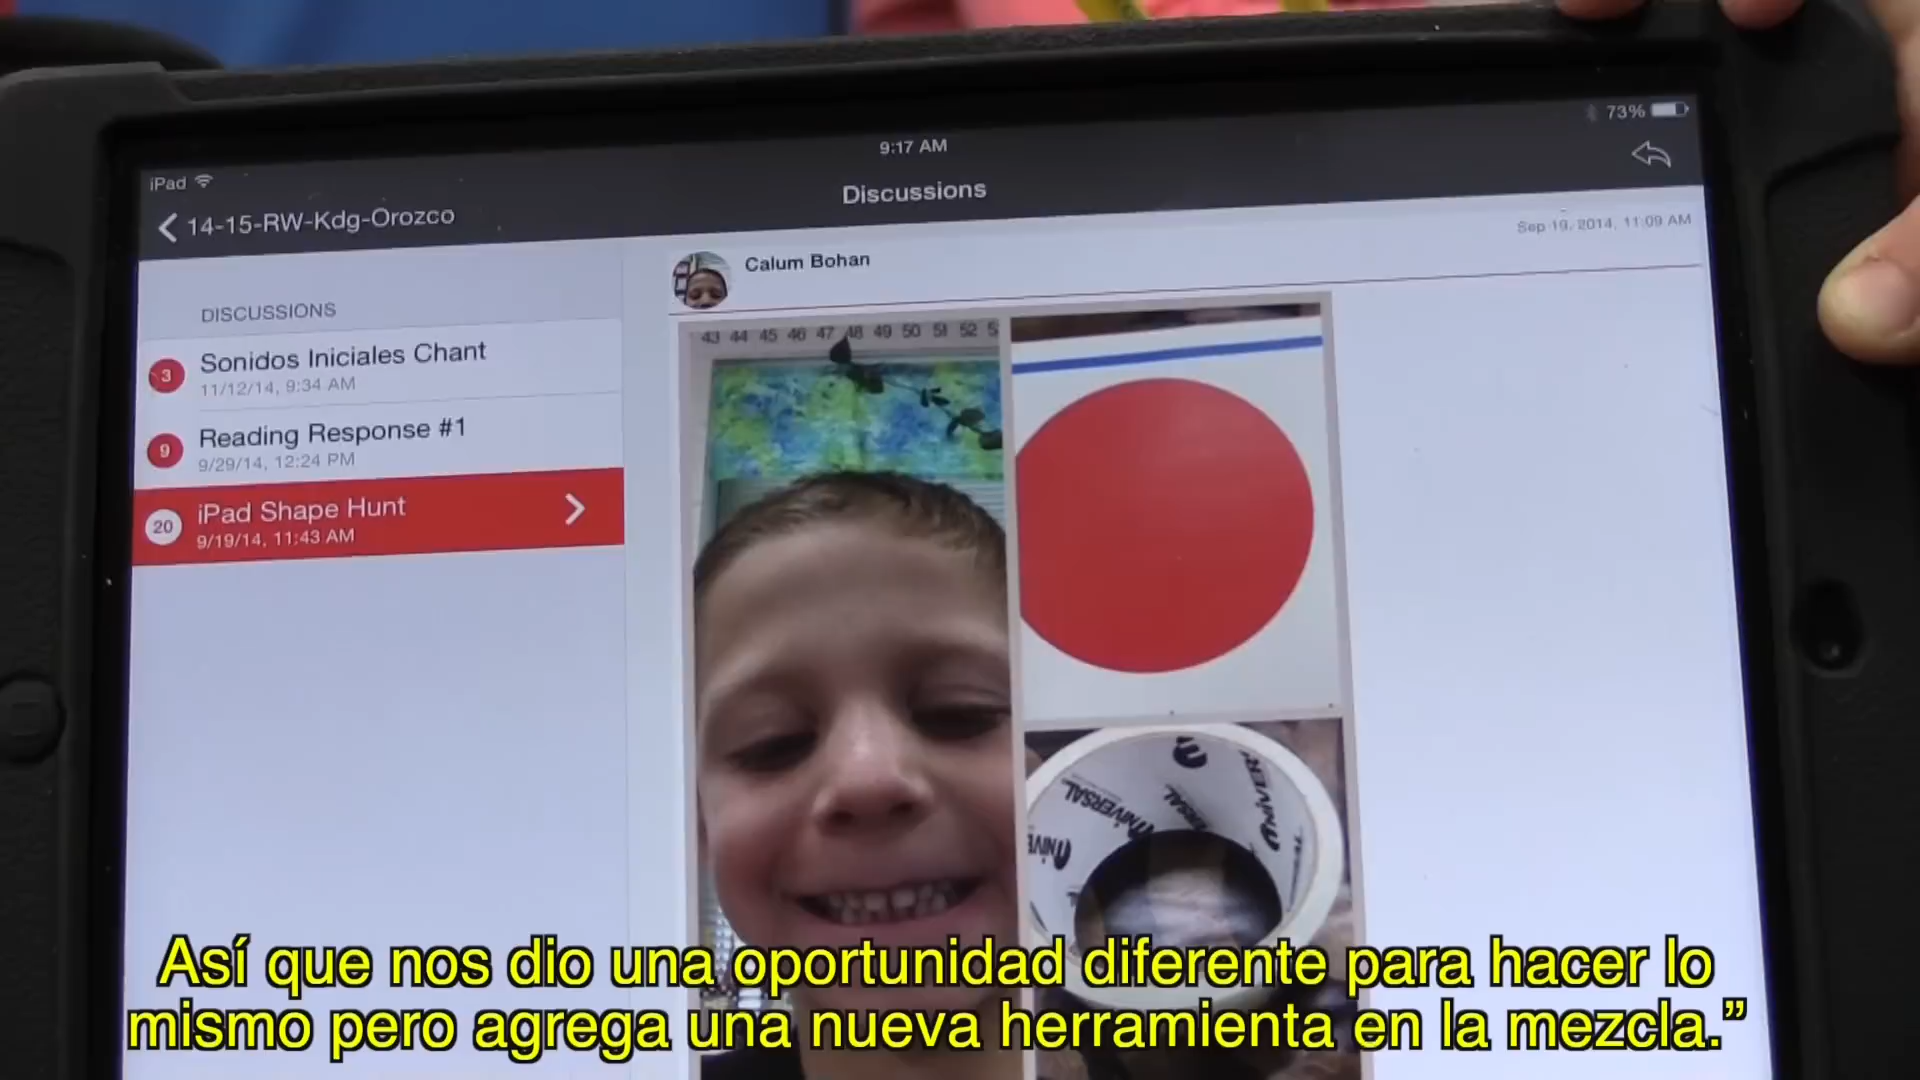 73%
9:17 AM
iPad
Discussions
14-15-RW-Kdg-Orozco
Sep 19, 2014, 11:09 AM
Calum Bohan
DISCUSSIONS
3 Sonidos Iniciales Chant
11/12/14, 9:34 AM
9 Reading Response #1
9/29/14, 12:24 PM
20 iPad Shape Hunt
9/19/14, 11:43 AM
43 44 45 46 47 48 49 50 51 52 5
UNIVERSAL
Así que nos dio una oportunidad diferente para hacer lo
mismo pero agrega una nueva herramienta en la mezcla.”